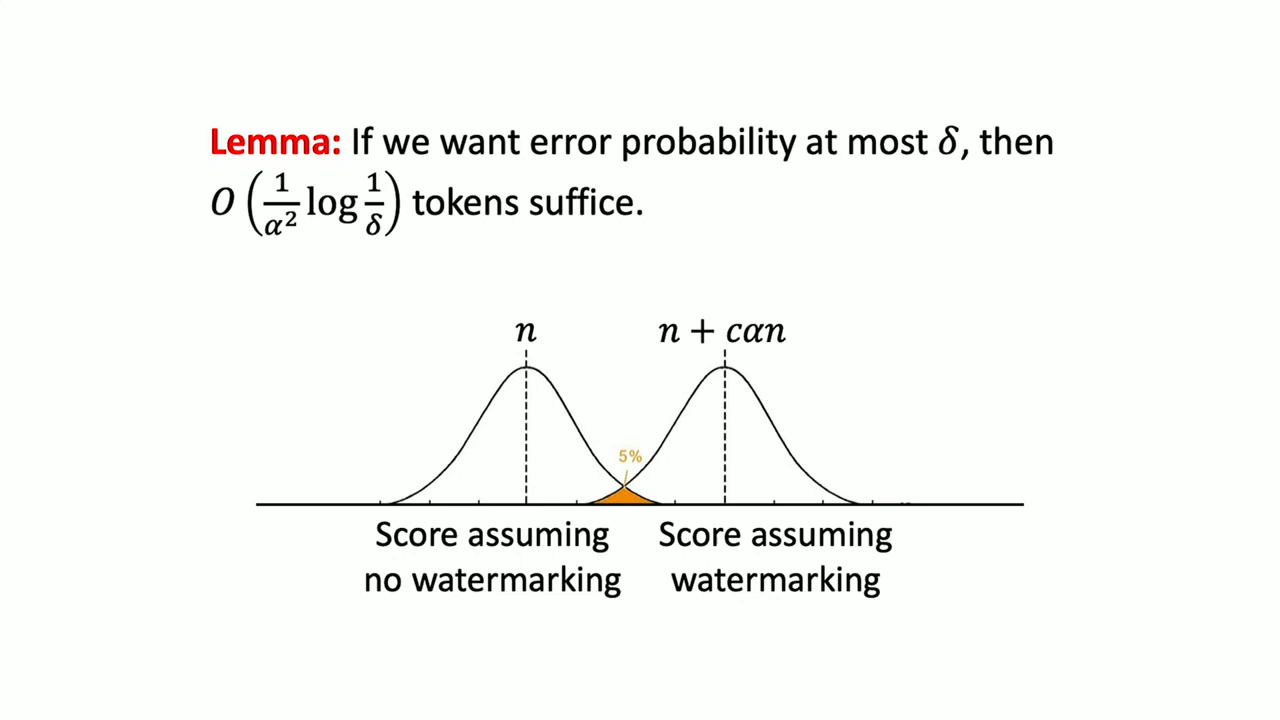 Lemma: If we want error probability at most δ, then
O(1/α² log 1/δ) tokens suffice.
n n + cαn
5%
Score assuming Score assuming
no watermarking watermarking